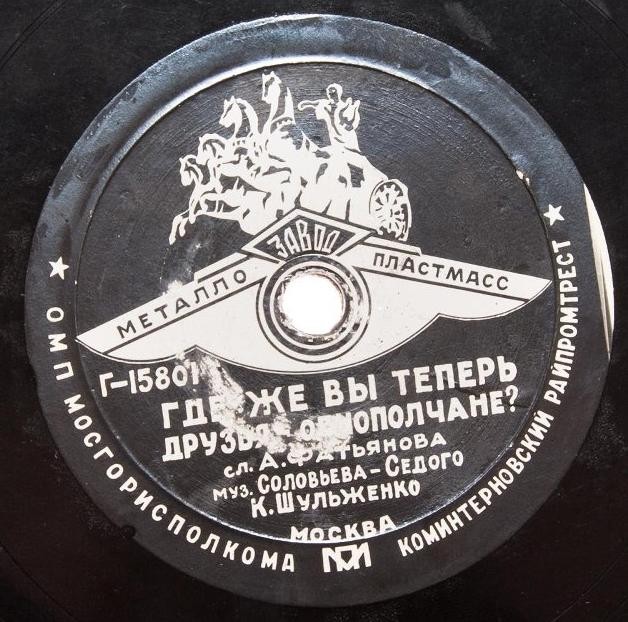 ЗАВОД
МЕТАЛЛО ПЛАСТМАСС
Г-15801
ГДЕ ЖЕ ВЫ ТЕПЕРЬ
ДРУЗЬЯ ОДНОПОЛЧАНЕ?
сл. А.ФАТЬЯНОВА
муз. СОЛОВЬЕВА-СЕДОГО
К.ШУЛЬЖЕНКО
МОСКВА
ОМП МОСГОРИСПОЛКОМА КОМИНТЕРНОВСКИЙ РАЙПРОМТРЕСТ